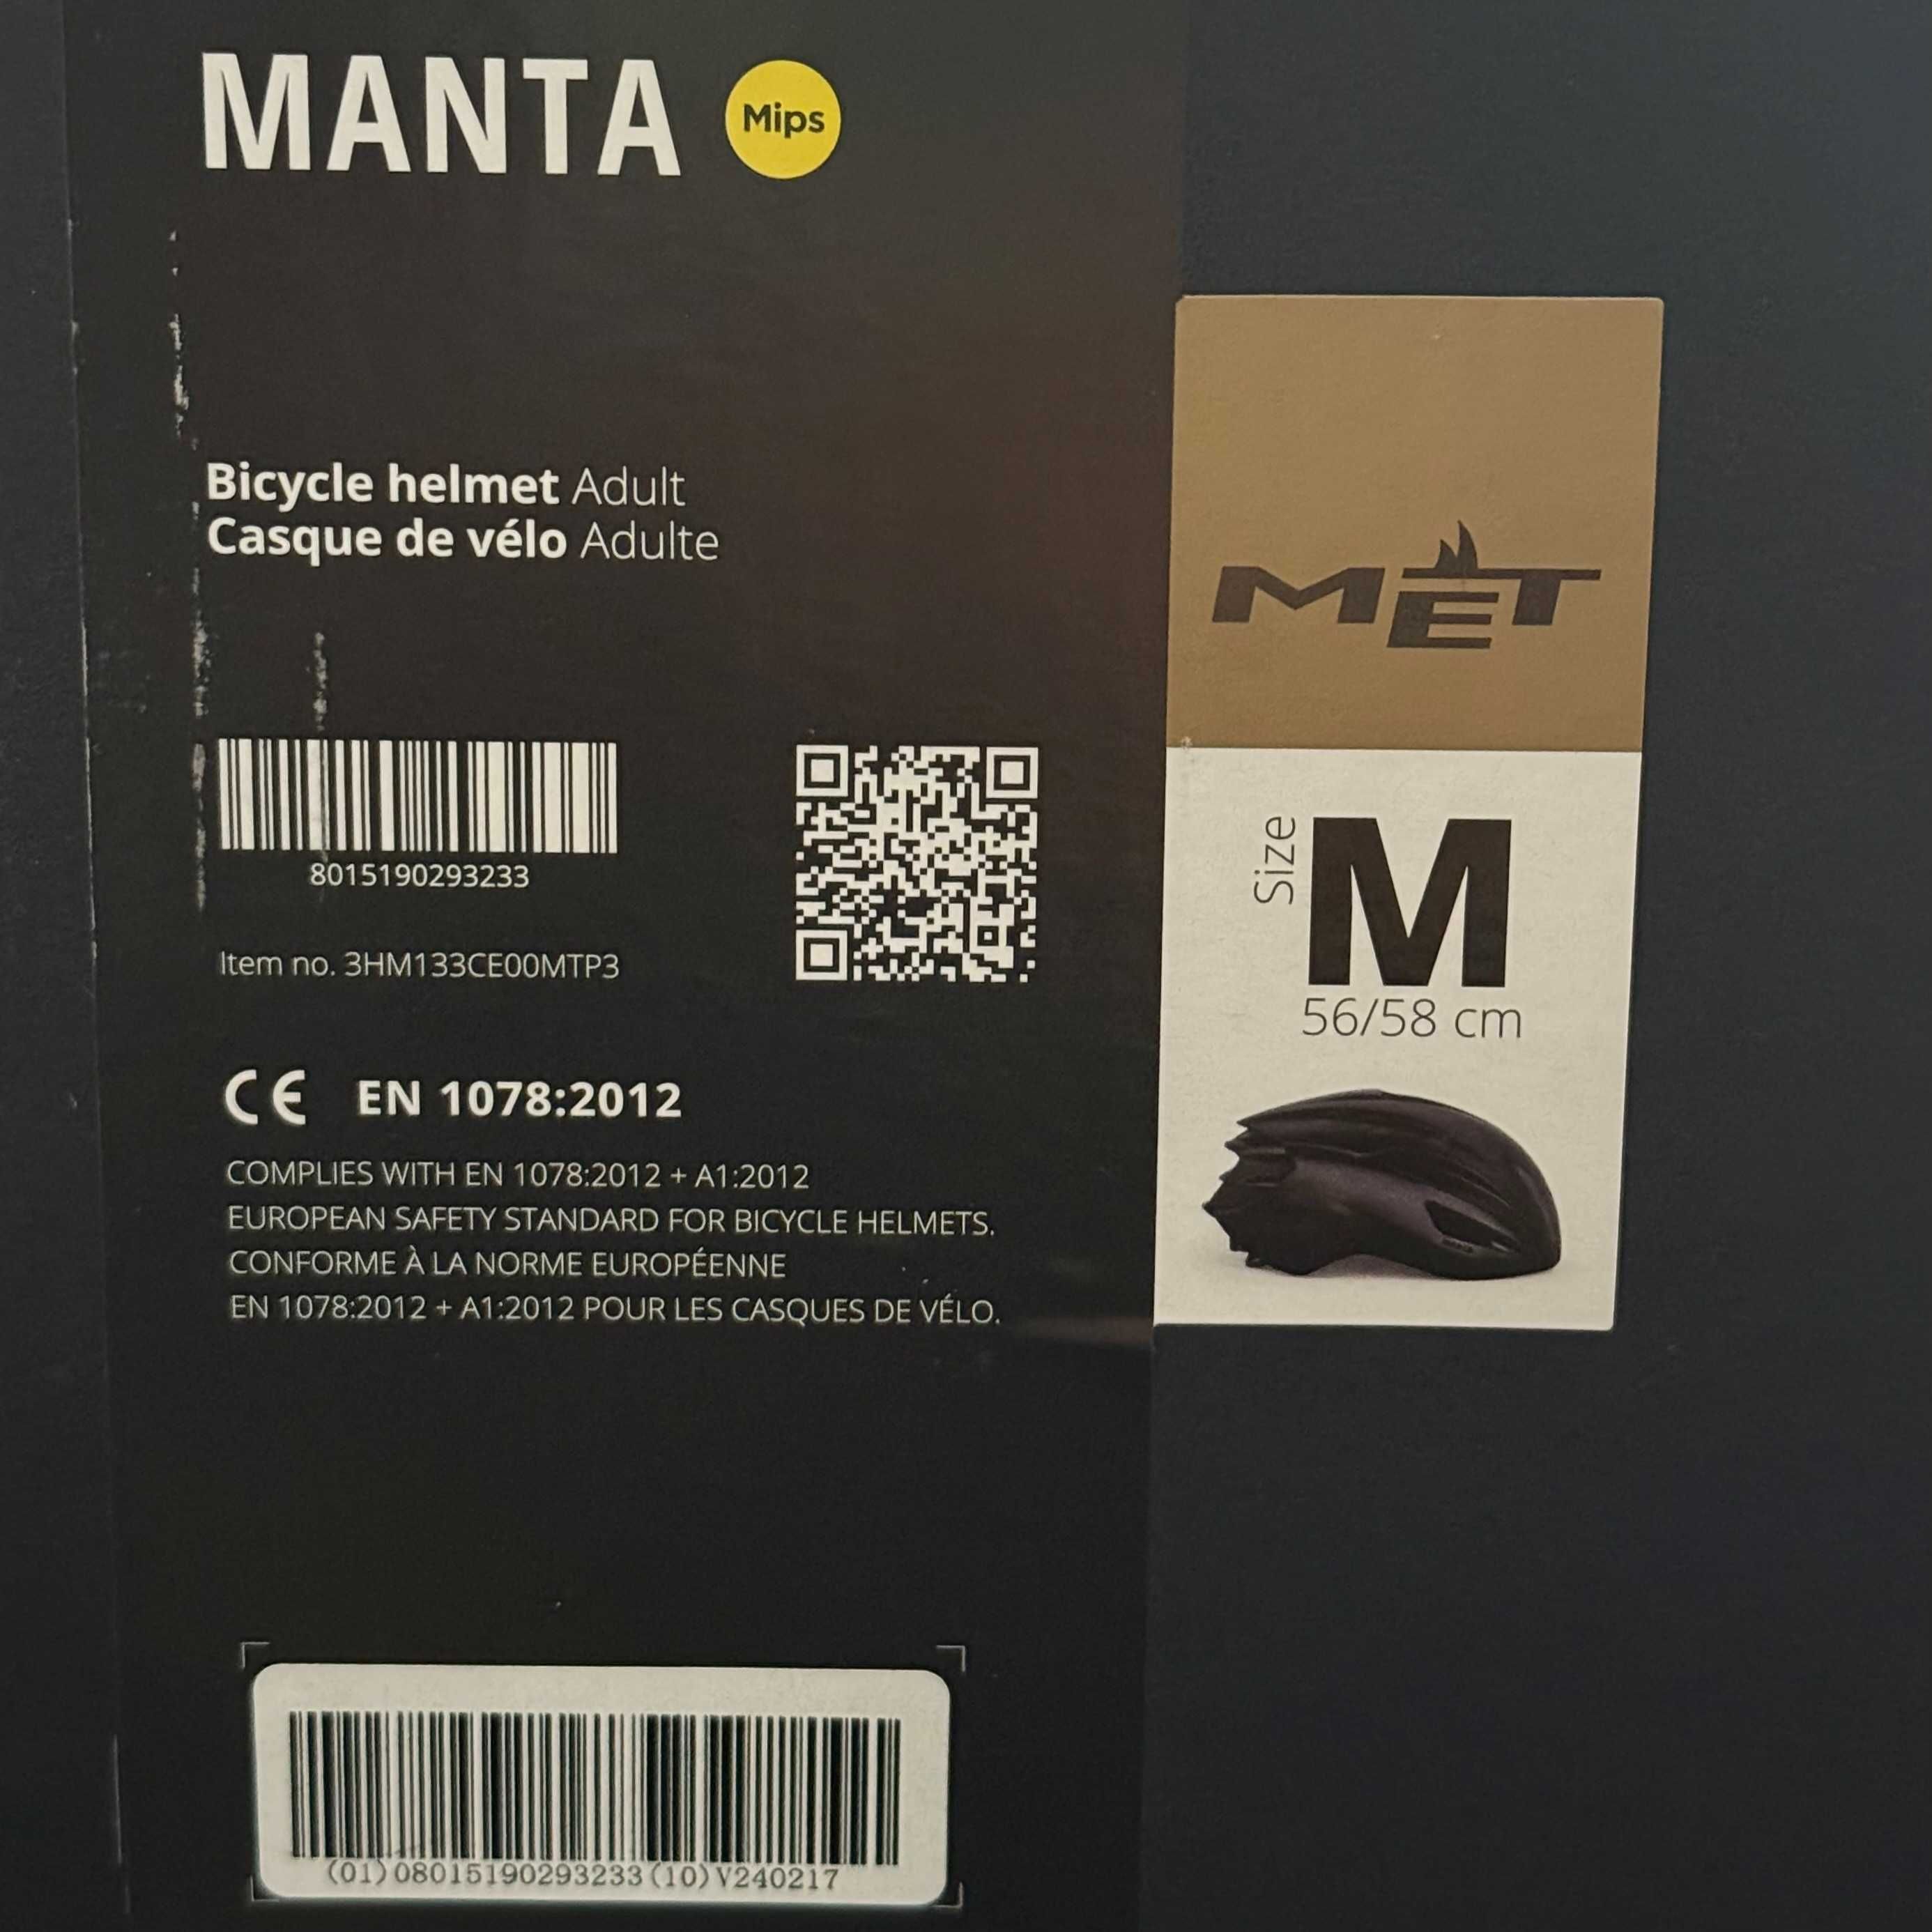 MANTA Mips
Bicycle helmet Adult
Casque de vélo Adulte
8015190293233
Item no. 3HM133CE00MTP3
CE EN 1078:2012
COMPLIES WITH EN 1078:2012 + A1:2012
EUROPEAN SAFETY STANDARD FOR BICYCLE HELMETS.
CONFORME À LA NORME EUROPÉENNE
EN 1078:2012 + A1:2012 POUR LES CASQUES DE VÉLO.
(01)08015190293233(10)V240217
MET
Size M
56/58 cm